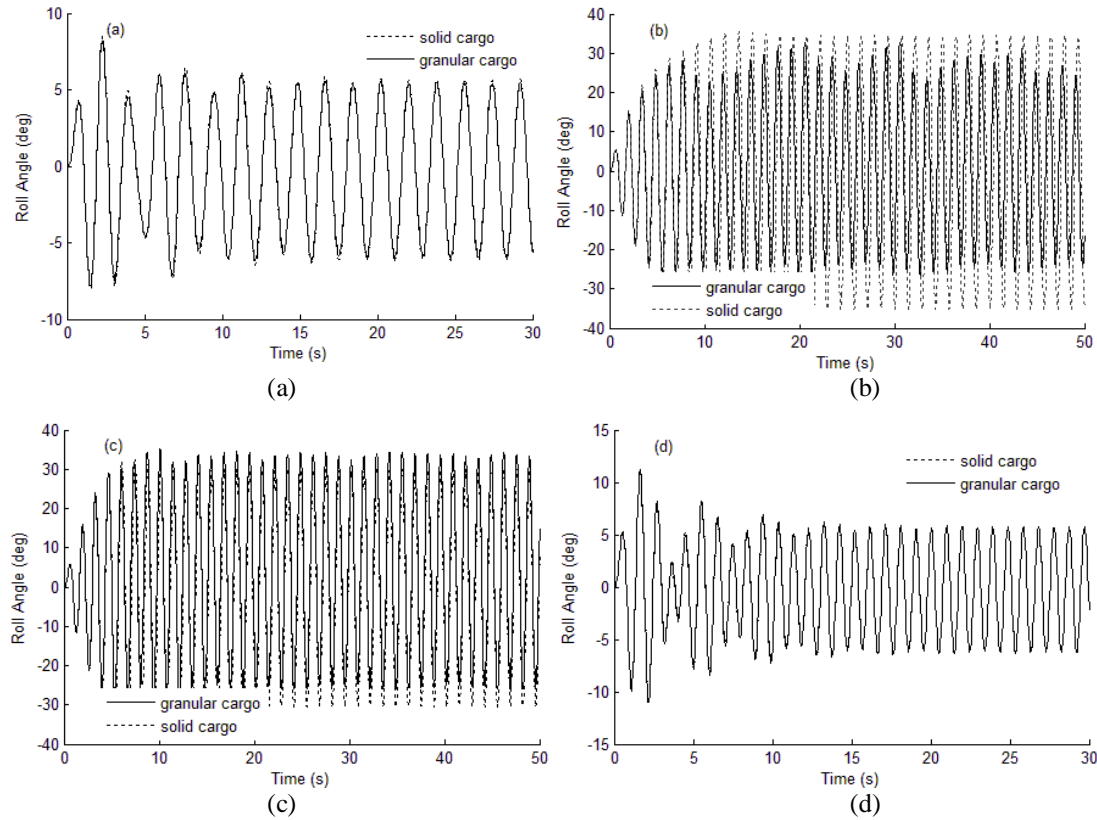 (a)
solid cargo
granular cargo
Roll Angle (deg)
10
5
0
-5
-10
0 5 10 15 20 25 30
Time (s)
(a)
(b)
Roll Angle (deg)
40
30
20
10
0
-10
-20
-30
-40
granular cargo
solid cargo
0 10 20 30 40 50
Time (s)
(b)
(c)
Roll Angle (deg)
40
30
20
10
0
-10
-20
-30
-40
granular cargo
solid cargo
0 10 20 30 40 50
Time (s)
(c)
(d)
solid cargo
granular cargo
Roll Angle (deg)
15
10
5
0
-5
-10
-15
0 5 10 15 20 25 30
Time (s)
(d)